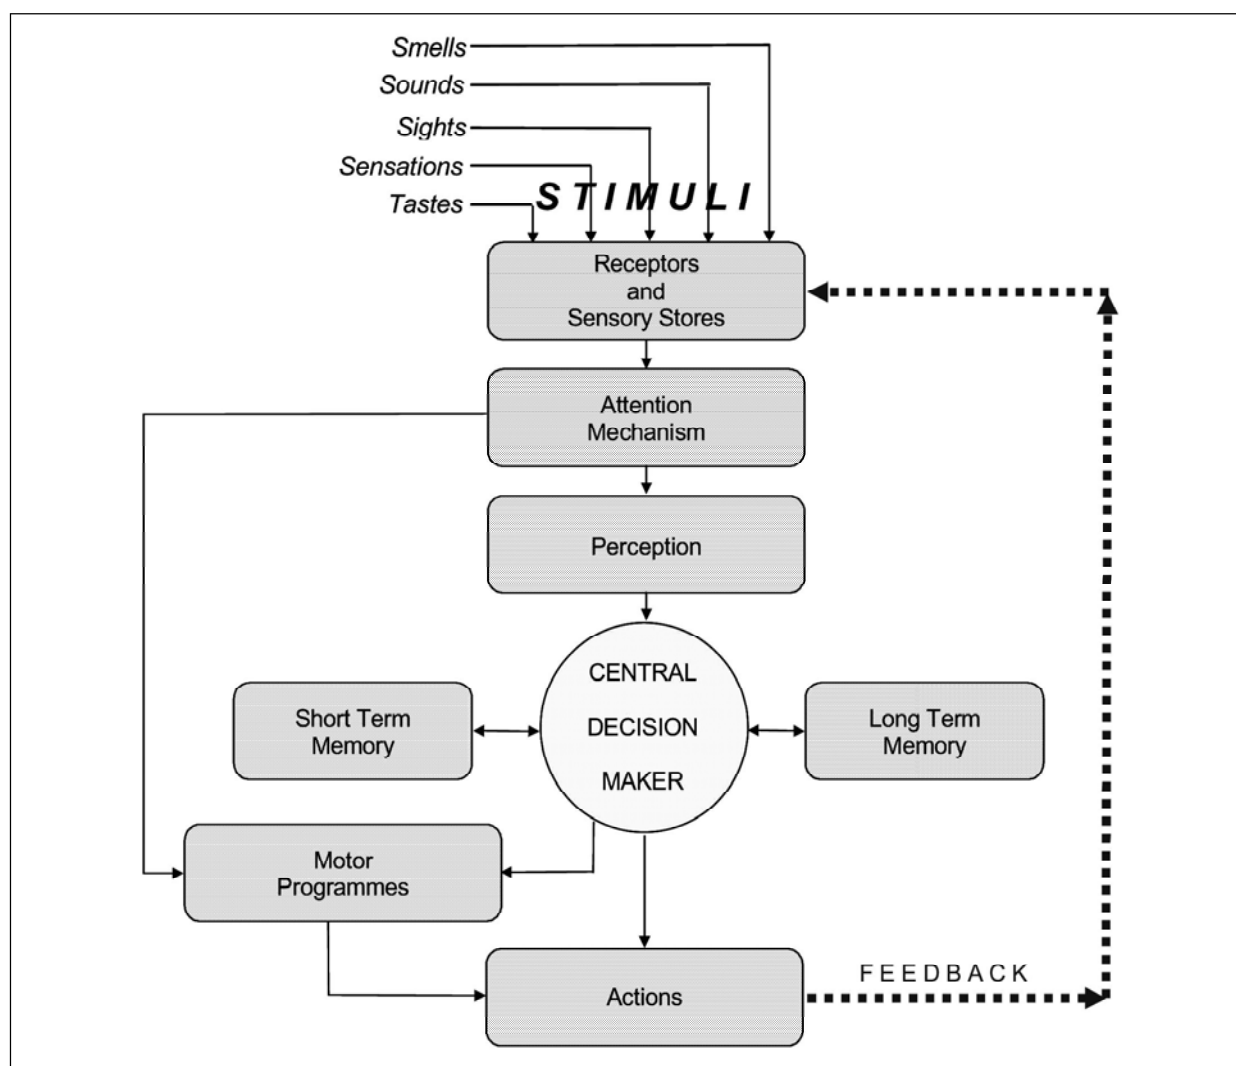 Smells
Sounds
Sights
Sensations
Tastes
STIMULI
Receptors
and
Sensory Stores
Attention
Mechanism
Perception
CENTRAL
DECISION
MAKER
Short Term
Memory
Long Term
Memory
Motor
Programmes
Actions
FEEDBACK